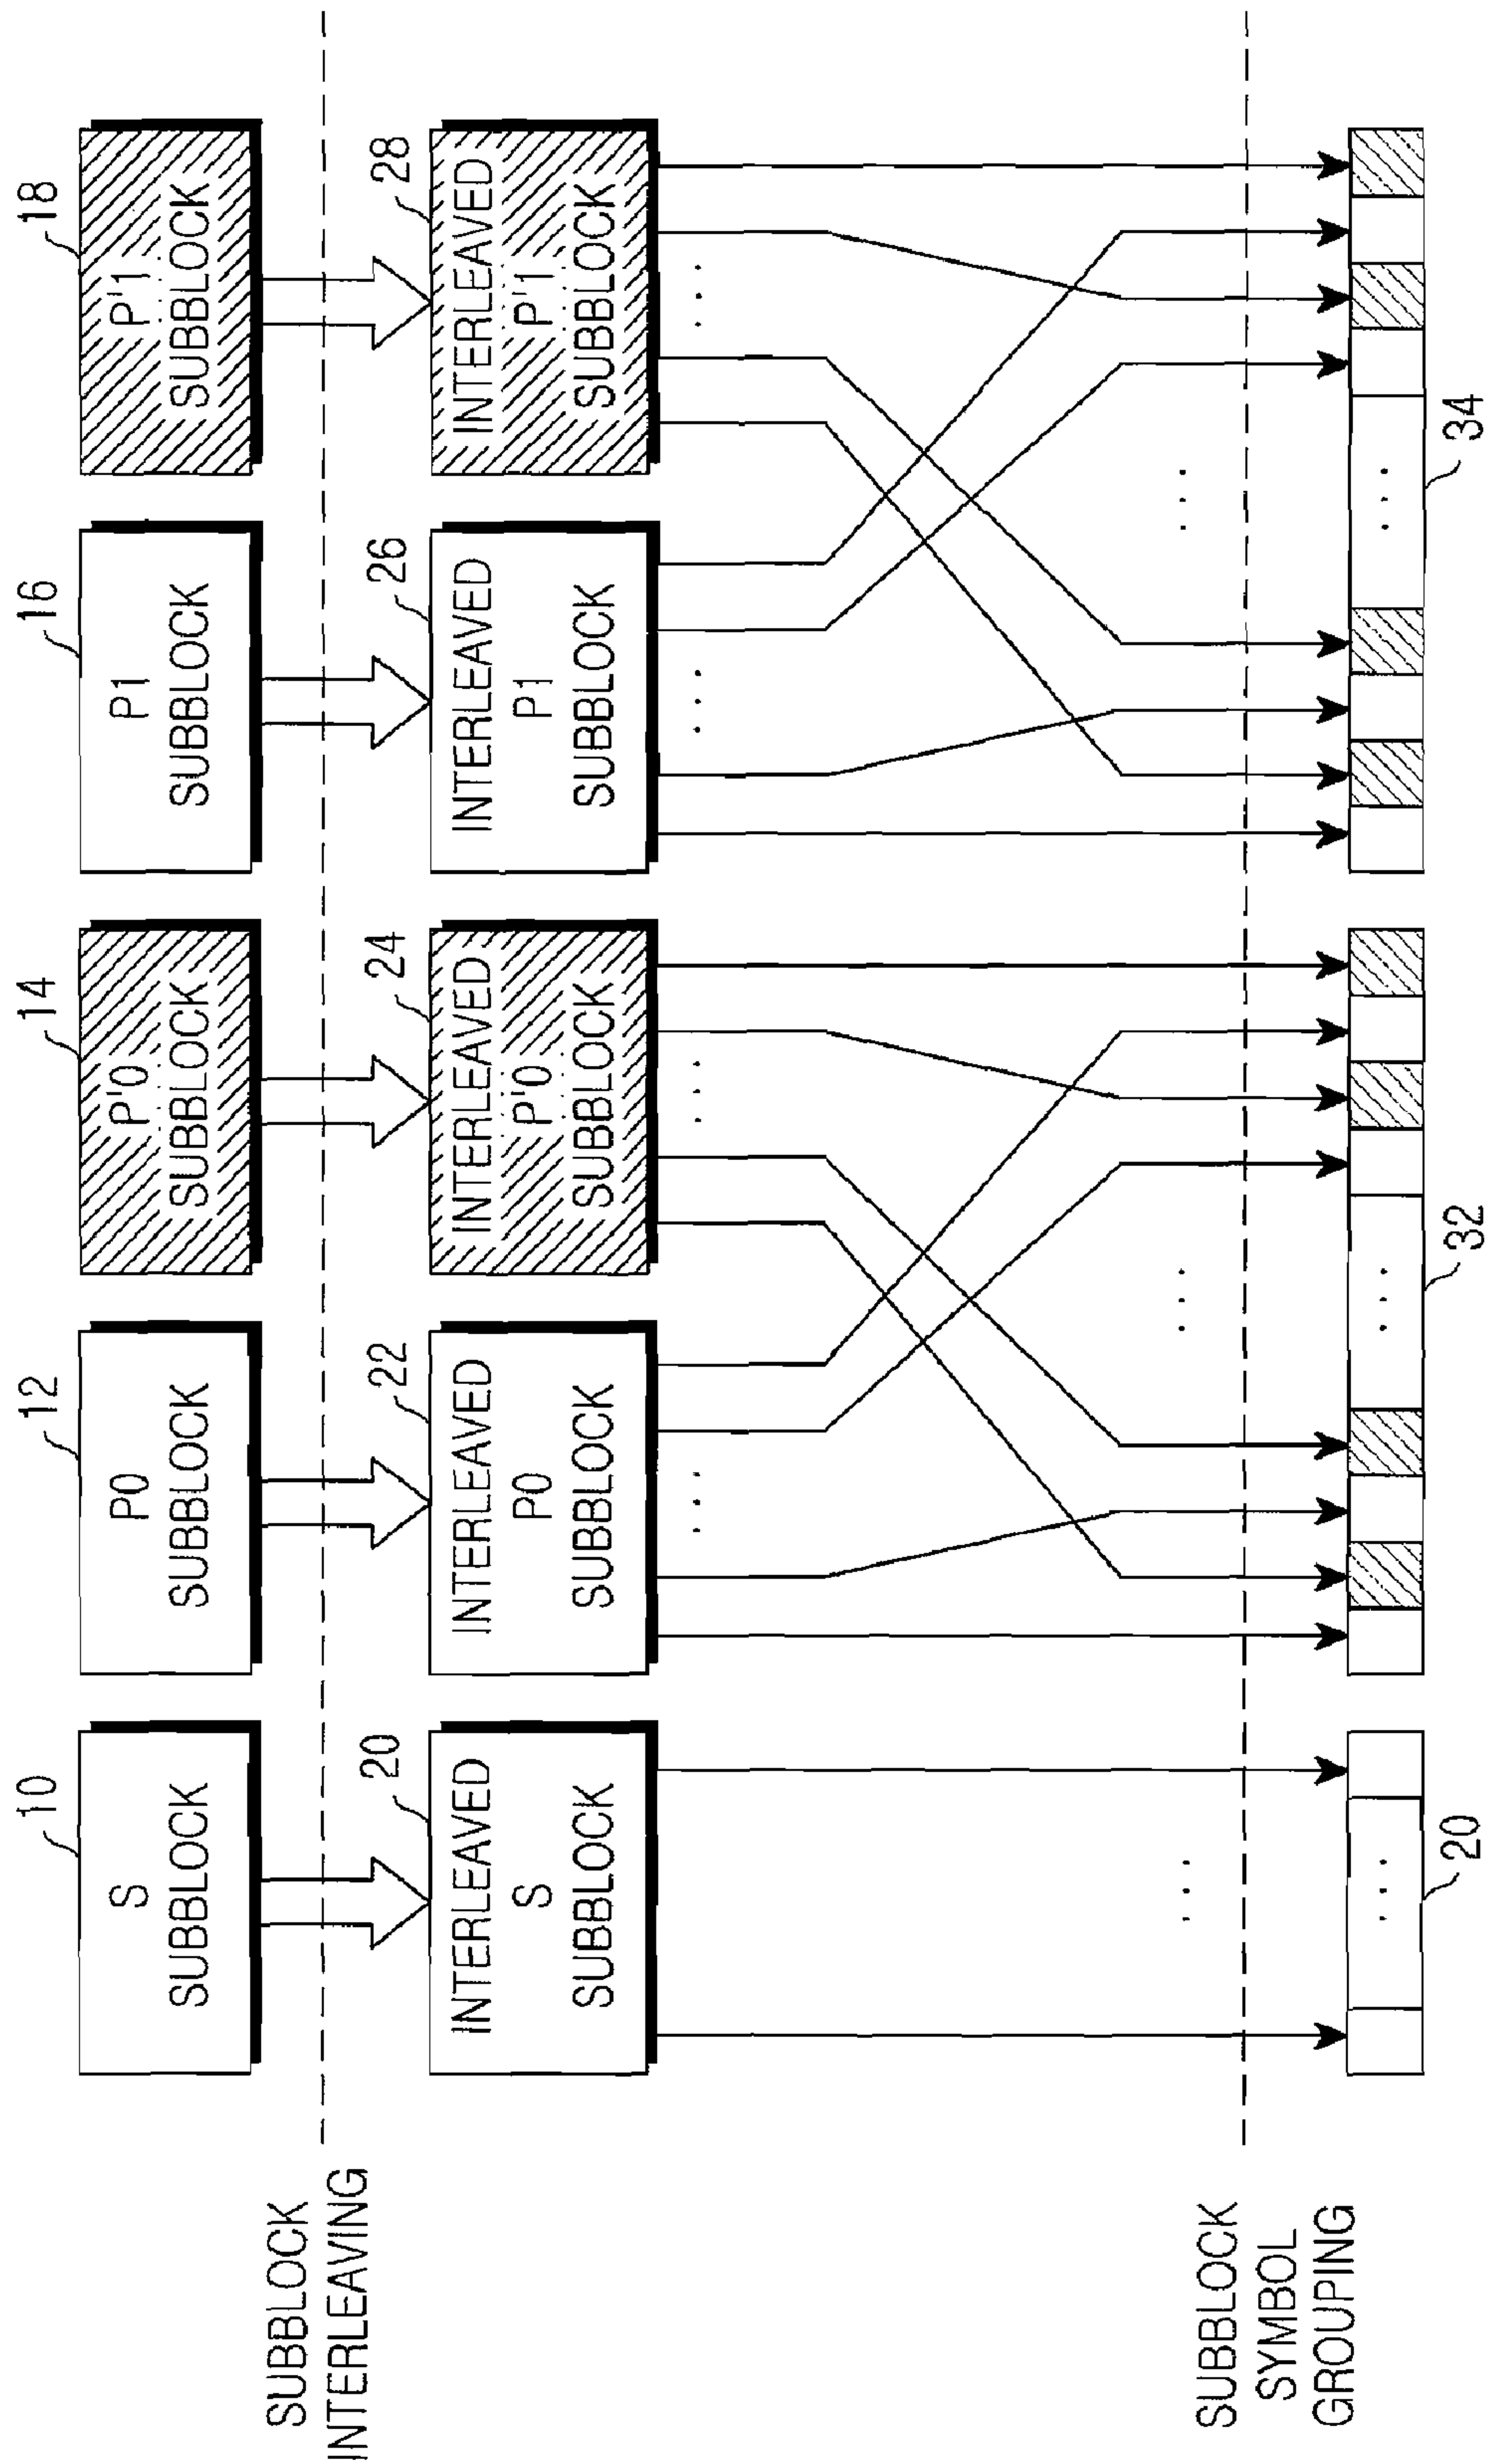 10
12
14
16
18
S
SUBBLOCK
P0
SUBBLOCK
P'0
SUBBLOCK
P1
SUBBLOCK
P'1
SUBBLOCK
SUBBLOCK
INTERLEAVING
20
22
24
26
28
INTERLEAVED
S
SUBBLOCK
INTERLEAVED
P0
SUBBLOCK
INTERLEAVED
P'0
SUBBLOCK
INTERLEAVED
P1
SUBBLOCK
INTERLEAVED
P'1
SUBBLOCK
...
...
...
...
...
...
...
SUBBLOCK
SYMBOL
GROUPING
...
...
...
20
32
34